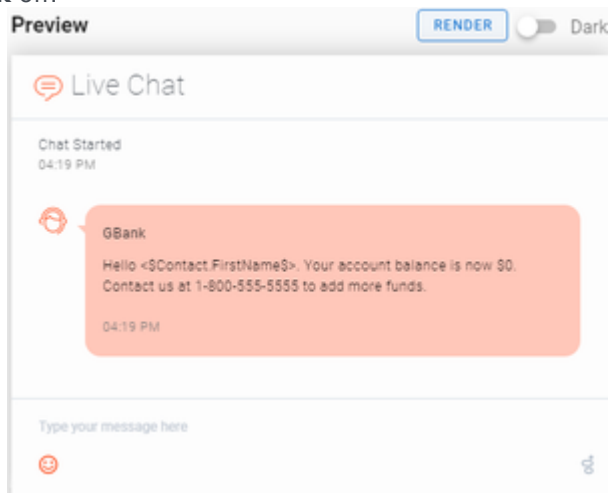 Preview
RENDER
Dark
Live Chat
Chat Started
04:19 PM
GBank
Hello <$Contact.FirstName$>. Your account balance is now $0.
Contact us at 1-800-555-5555 to add more funds.
04:19 PM
Type your message here